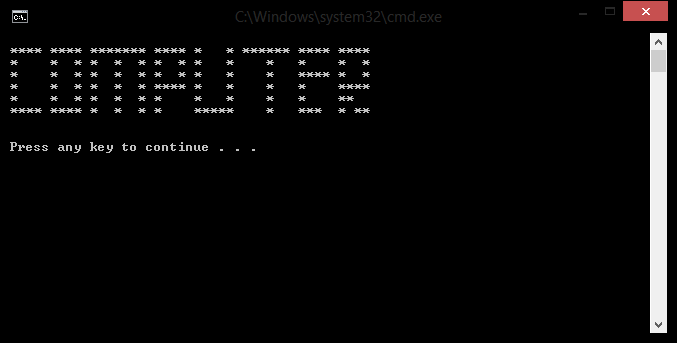 C:\Windows\system32\cmd.exe
COMPUTER
Press any key to continue . . .